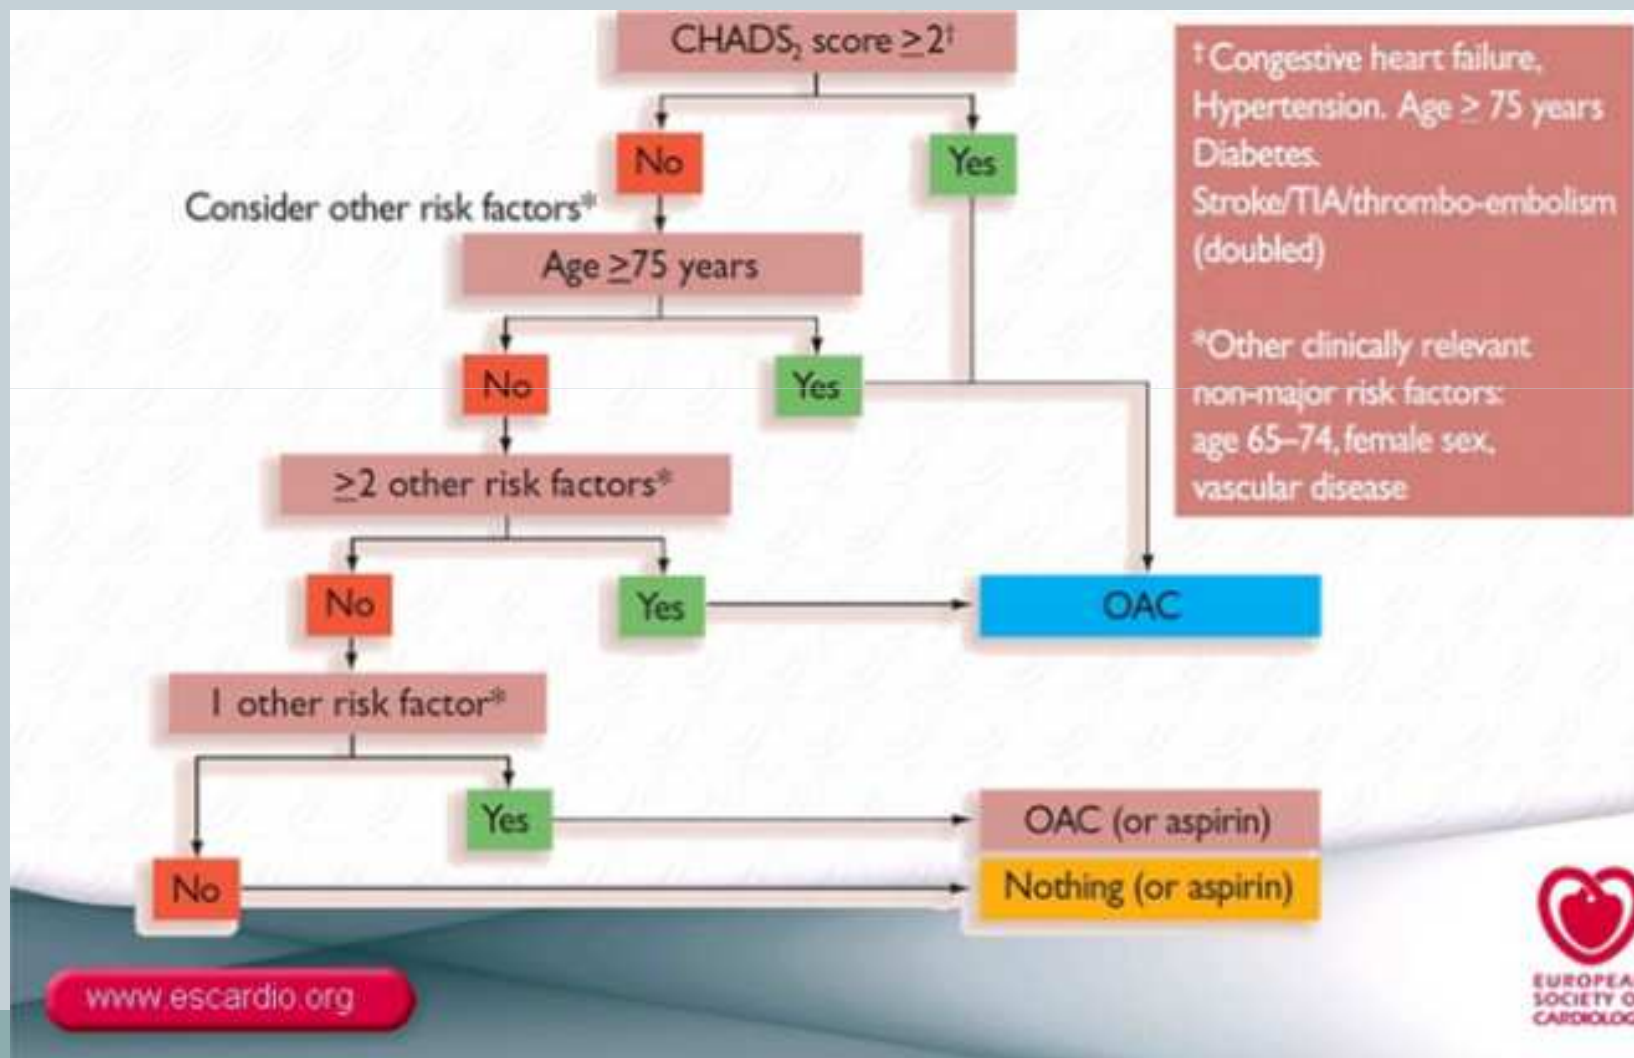 CHADS₂ score ≥2†
No
Yes
Consider other risk factors*
Age ≥75 years
No
Yes
≥2 other risk factors*
No
Yes
OAC
1 other risk factor*
Yes
OAC (or aspirin)
No
Nothing (or aspirin)
†Congestive heart failure,
Hypertension. Age ≥ 75 years
Diabetes.
Stroke/TIA/thrombo-embolism
(doubled)
*Other clinically relevant
non-major risk factors:
age 65–74, female sex,
vascular disease
www.escardio.org
EUROPEA
SOCIETY O
CARDIOLOG